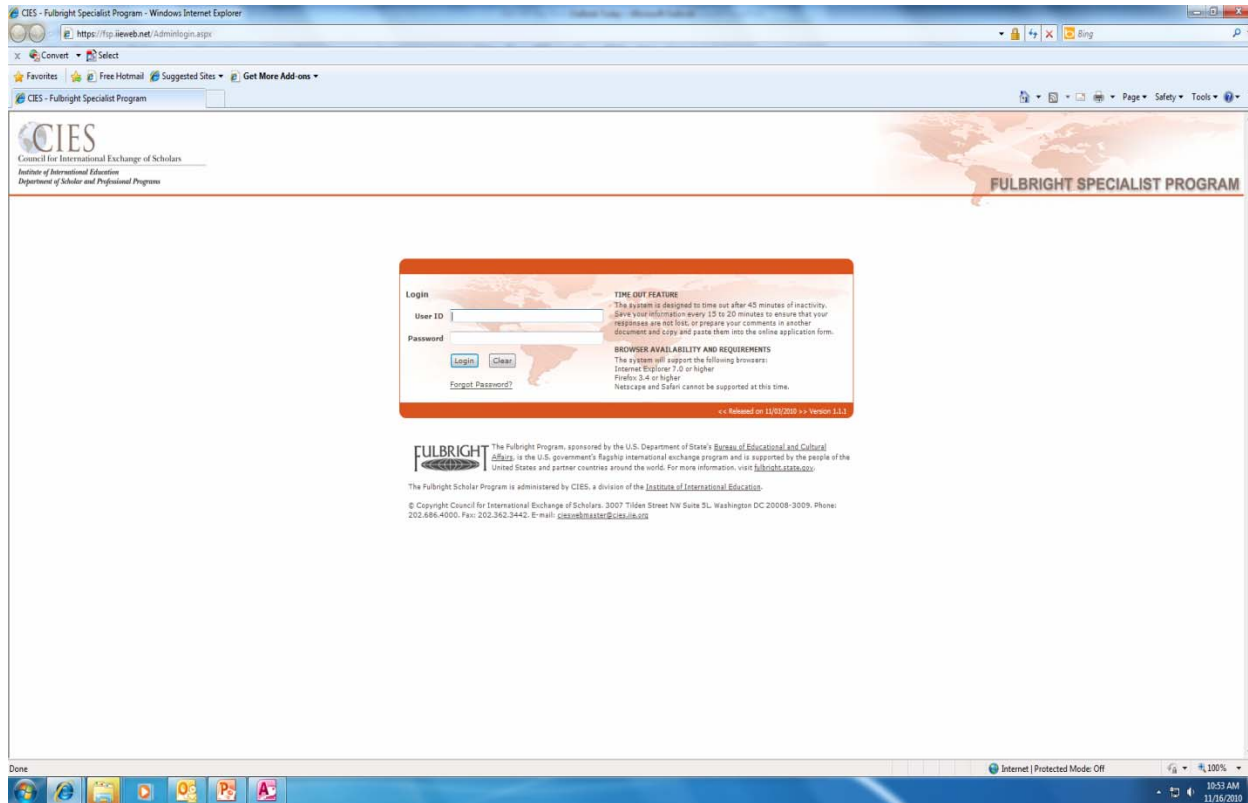 CIES - Fulbright Specialist Program - Windows Internet Explorer
https://fsp.iieweb.net/Adminlogin.aspx
Bing
x Convert Select
Favorites Free Hotmail Suggested Sites Get More Add-ons
CIES - Fulbright Specialist Program
Page Safety Tools
CIES
Council for International Exchange of Scholars
Institute of International Education
Department of Scholar and Professional Programs
FULBRIGHT SPECIALIST PROGRAM
Login
User ID
Password
Login Clear
Forgot Password?
TIME OUT FEATURE
The system is designed to time out after 45 minutes of inactivity.
Save your information every 15 to 20 minutes to ensure that your
responses are not lost, or prepare your comments in another
document and copy and paste them into the online application form.
BROWSER AVAILABILITY AND REQUIREMENTS
The system will support the following browsers:
Internet Explorer 7.0 or higher
Firefox 3.4 or higher
Netscape and Safari cannot be supported at this time.
<< Released on 11/03/2010 >> Version 1.1.1
FULBRIGHT
The Fulbright Program, sponsored by the U.S. Department of State's Bureau of Educational and Cultural
Affairs, is the U.S. government's flagship international exchange program and is supported by the people of the
United States and partner countries around the world. For more information, visit fulbright.state.gov.
The Fulbright Scholar Program is administered by CIES, a division of the Institute of International Education.
© Copyright Council for International Exchange of Scholars. 3007 Tilden Street NW Suite 5L. Washington DC 20008-3009. Phone:
202.686.4000. Fax: 202.362.3442. E-mail: cieswebmaster@cies.iie.org
Done
Internet | Protected Mode: Off
100%
10:53 AM
11/16/2010